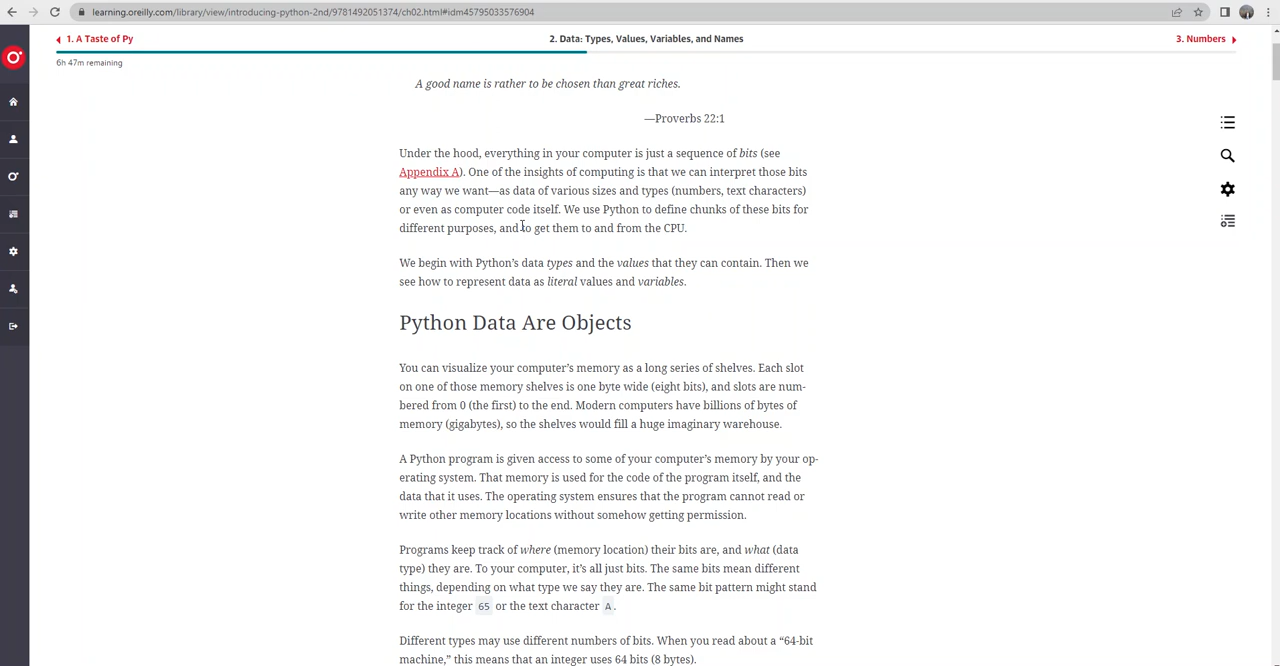 learning.oreilly.com/library/view/introducing-python-2nd/9781492051374/ch02.html#idm45795033576904
1. A Taste of Py
2. Data: Types, Values, Variables, and Names
3. Numbers
6h 47m remaining
A good name is rather to be chosen than great riches.
—Proverbs 22:1
Under the hood, everything in your computer is just a sequence of bits (see
Appendix A). One of the insights of computing is that we can interpret those bits
any way we want—as data of various sizes and types (numbers, text characters)
or even as computer code itself. We use Python to define chunks of these bits for
different purposes, and to get them to and from the CPU.
We begin with Python’s data types and the values that they can contain. Then we
see how to represent data as literal values and variables.
Python Data Are Objects
You can visualize your computer’s memory as a long series of shelves. Each slot
on one of those memory shelves is one byte wide (eight bits), and slots are num-
bered from 0 (the first) to the end. Modern computers have billions of bytes of
memory (gigabytes), so the shelves would fill a huge imaginary warehouse.
A Python program is given access to some of your computer’s memory by your op-
erating system. That memory is used for the code of the program itself, and the
data that it uses. The operating system ensures that the program cannot read or
write other memory locations without somehow getting permission.
Programs keep track of where (memory location) their bits are, and what (data
type) they are. To your computer, it’s all just bits. The same bits mean different
things, depending on what type we say they are. The same bit pattern might stand
for the integer 65 or the text character A.
Different types may use different numbers of bits. When you read about a “64-bit
machine,” this means that an integer uses 64 bits (8 bytes).